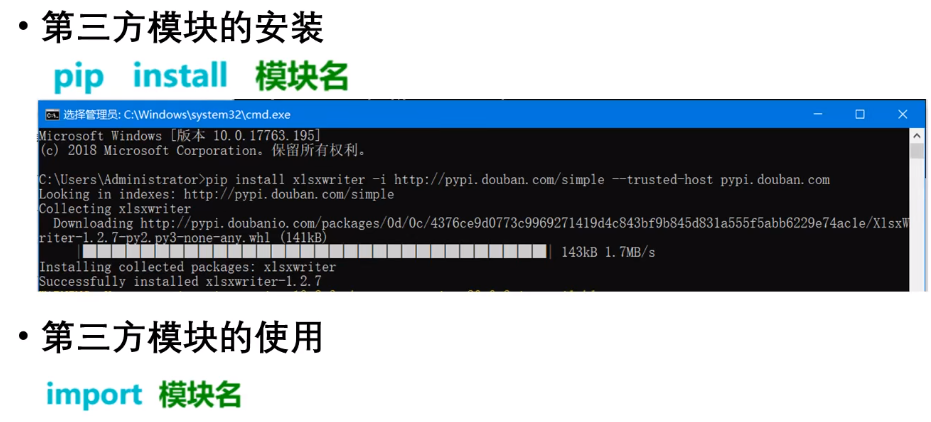 • 第三方模块的安装
pip install 模块名
选择管理员: C:\Windows\system32\cmd.exe
Microsoft Windows [版本 10.0.17763.195]
(c) 2018 Microsoft Corporation。保留所有权利。
C:\Users\Administrator>pip install xlsxwriter -i http://pypi.douban.com/simple --trusted-host pypi.douban.com
Looking in indexes: http://pypi.douban.com/simple
Collecting xlsxwriter
Downloading http://pypi.doubanio.com/packages/0d/0c/4376ce9d0773c9969271419d4c843bf9b845d831a555f5abb6229e74ac1e/XlsxW
riter-1.2.7-py2.py3-none-any.whl (141kB)
143kB 1.7MB/s
Installing collected packages: xlsxwriter
Successfully installed xlsxwriter-1.2.7
• 第三方模块的使用
import 模块名